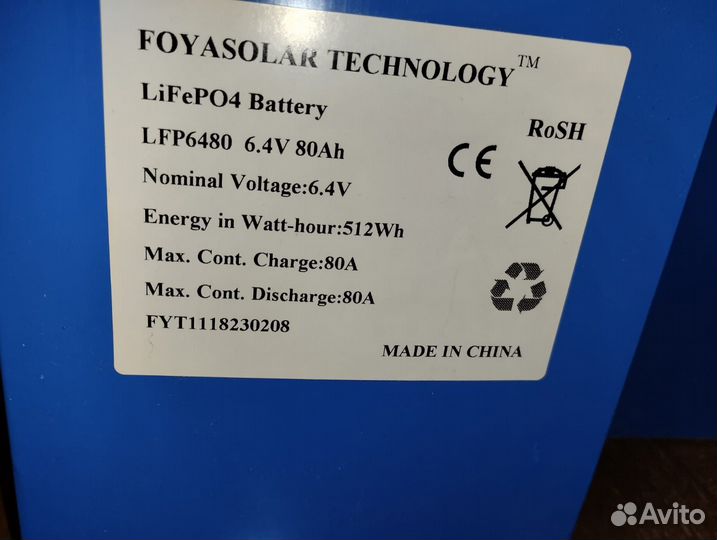 FOYASOLAR TECHNOLOGY™
LiFePO4 Battery
RoSH
LFP6480 6.4V 80Ah
CE
Nominal Voltage:6.4V
Energy in Watt-hour:512Wh
Max. Cont. Charge:80A
Max. Cont. Discharge:80A
FYT1118230208
MADE IN CHINA
Avito